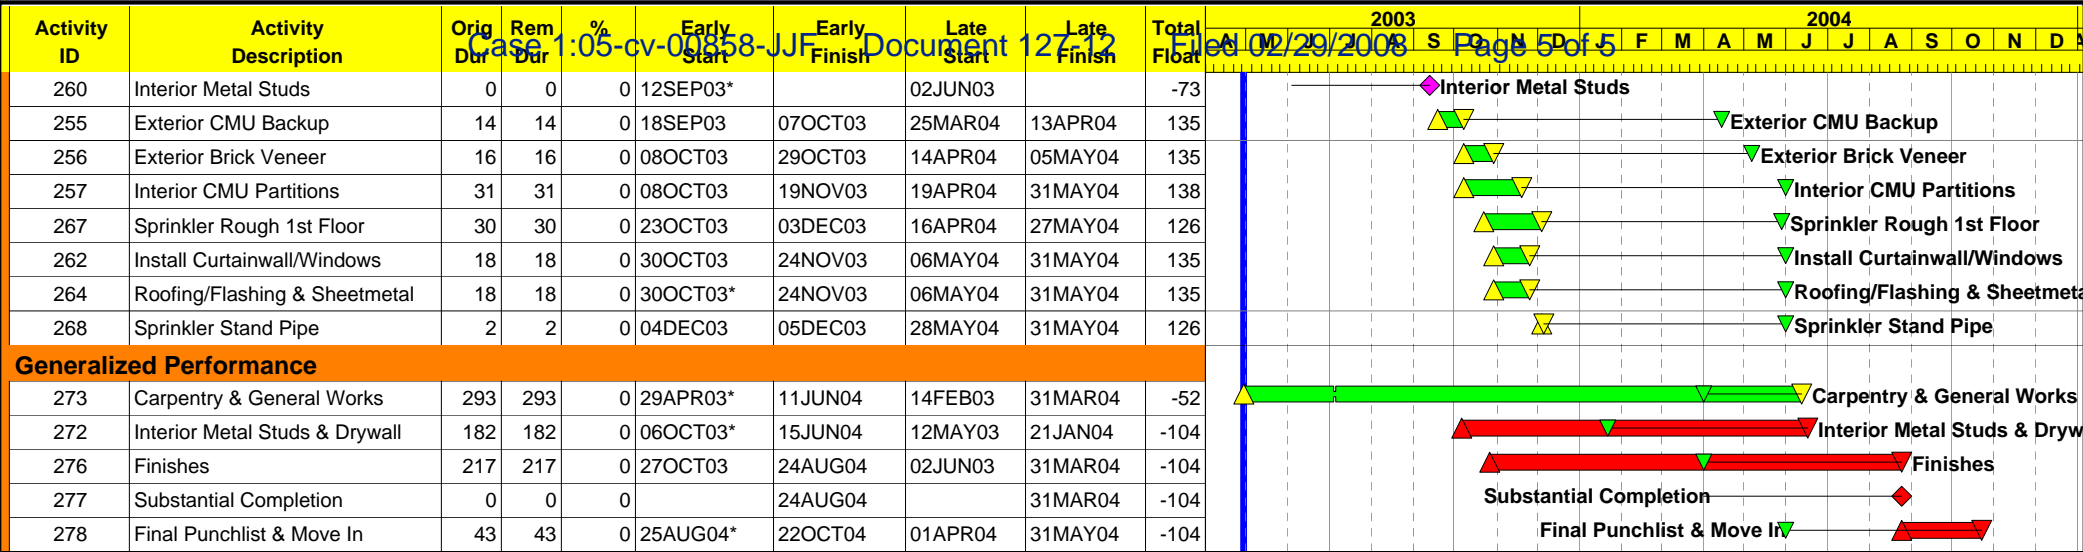 Case 1:05-cv-00858-JJF Document 127-12 Filed 02/29/2008 Page 5 of 5
Activity ID Activity Description Orig Dur Rem Dur % Early Start Early Finish Late Start Late Finish Total Float
2003 2004
A M J J A S O N D J F M A M J J A S O N D
260 Interior Metal Studs 0 0 0 12SEP03* 02JUN03 -73 Interior Metal Studs
255 Exterior CMU Backup 14 14 0 18SEP03 07OCT03 25MAR04 13APR04 135 Exterior CMU Backup
256 Exterior Brick Veneer 16 16 0 08OCT03 29OCT03 14APR04 05MAY04 135 Exterior Brick Veneer
257 Interior CMU Partitions 31 31 0 08OCT03 19NOV03 19APR04 31MAY04 138 Interior CMU Partitions
267 Sprinkler Rough 1st Floor 30 30 0 23OCT03 03DEC03 16APR04 27MAY04 126 Sprinkler Rough 1st Floor
262 Install Curtainwall/Windows 18 18 0 30OCT03 24NOV03 06MAY04 31MAY04 135 Install Curtainwall/Windows
264 Roofing/Flashing & Sheetmetal 18 18 0 30OCT03* 24NOV03 06MAY04 31MAY04 135 Roofing/Flashing & Sheetmeta
268 Sprinkler Stand Pipe 2 2 0 04DEC03 05DEC03 28MAY04 31MAY04 126 Sprinkler Stand Pipe
Generalized Performance
273 Carpentry & General Works 293 293 0 29APR03* 11JUN04 14FEB03 31MAR04 -52 Carpentry & General Works
272 Interior Metal Studs & Drywall 182 182 0 06OCT03* 15JUN04 12MAY03 21JAN04 -104 Interior Metal Studs & Dryw
276 Finishes 217 217 0 27OCT03 24AUG04 02JUN03 31MAR04 -104 Finishes
277 Substantial Completion 0 0 0 24AUG04 31MAR04 -104 Substantial Completion
278 Final Punchlist & Move In 43 43 0 25AUG04* 22OCT04 01APR04 31MAY04 -104 Final Punchlist & Move In